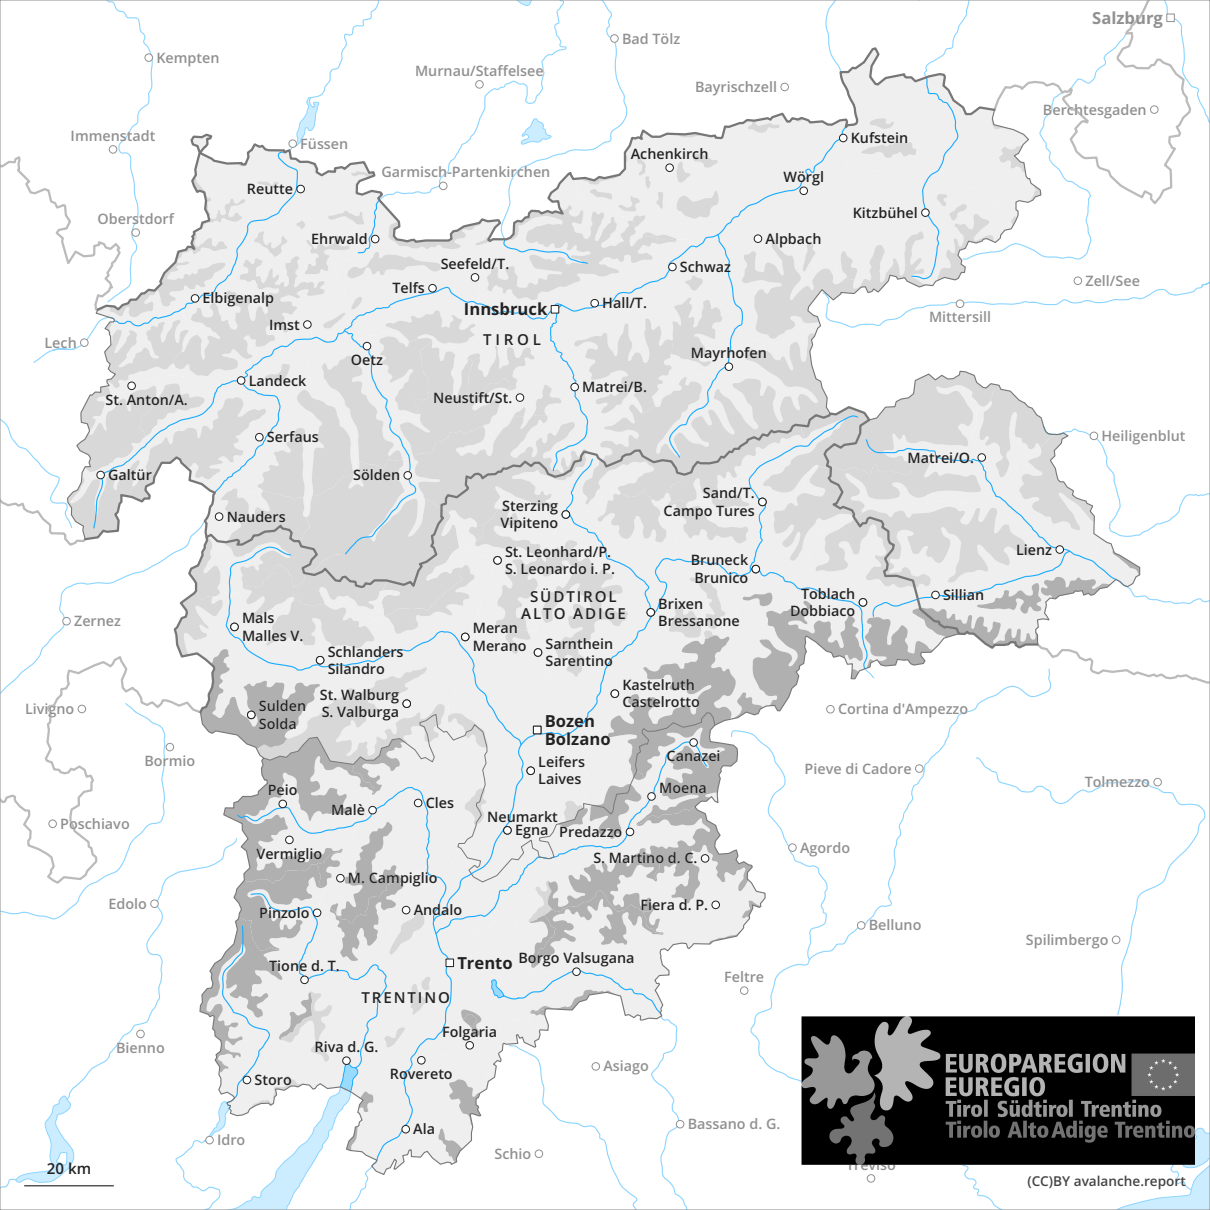 Salzburg
Bad Tölz
Kempten
Murnau/Staffelsee
Bayrischzell
Berchtesgaden
Immenstadt
Füssen
Kufstein
Achenkirch
Garmisch-Partenkirchen
Wörgl
Reutte
Oberstdorf
Kitzbühel
Ehrwald
Alpbach
Seefeld/T.
Schwaz
Zell/See
Telfs
Elbigenalp
Hall/T.
Innsbruck
Mittersill
Imst
TIROL
Lech
Oetz
Mayrhofen
Landeck
Matrei/B.
St. Anton/A.
Neustift/St.
Serfaus
Heiligenblut
Matrei/O.
Galtür
Sölden
Sand/T.
Campo Tures
Sterzing
Vipiteno
Nauders
Lienz
St. Leonhard/P.
S. Leonardo i. P.
Bruneck
Brunico
SÜDTIROL
ALTO ADIGE
Toblach
Dobbiaco
Sillian
Brixen
Bressanone
Zernez
Mals
Malles V.
Meran
Merano
Sarnthein
Sarentino
Schlanders
Silandro
Kastelruth
Castelrotto
St. Walburg
S. Valburga
Livigno
Sulden
Solda
Cortina d'Ampezzo
Bozen
Bolzano
Bormio
Canazei
Leifers
Laives
Pieve di Cadore
Tolmezzo
Peio
Moena
Malè
Cles
Neumarkt
Egna
Predazzo
Poschiavo
Vermiglio
Agordo
S. Martino d. C.
M. Campiglio
Edolo
Pinzolo
Andalo
Fiera d. P.
Belluno
Spilimbergo
Tione d. T.
Trento
Borgo Valsugana
Feltre
TRENTINO
Folgaria
Bienno
Riva d. G.
Rovereto
Asiago
Storo
EUROPAREGION
EUREGIO
Tirol Südtirol Trentino
Tirolo Alto Adige Trentino
Ala
Bassano d. G.
Idro
Schio
Treviso
20 km
(CC)BY avalanche.report